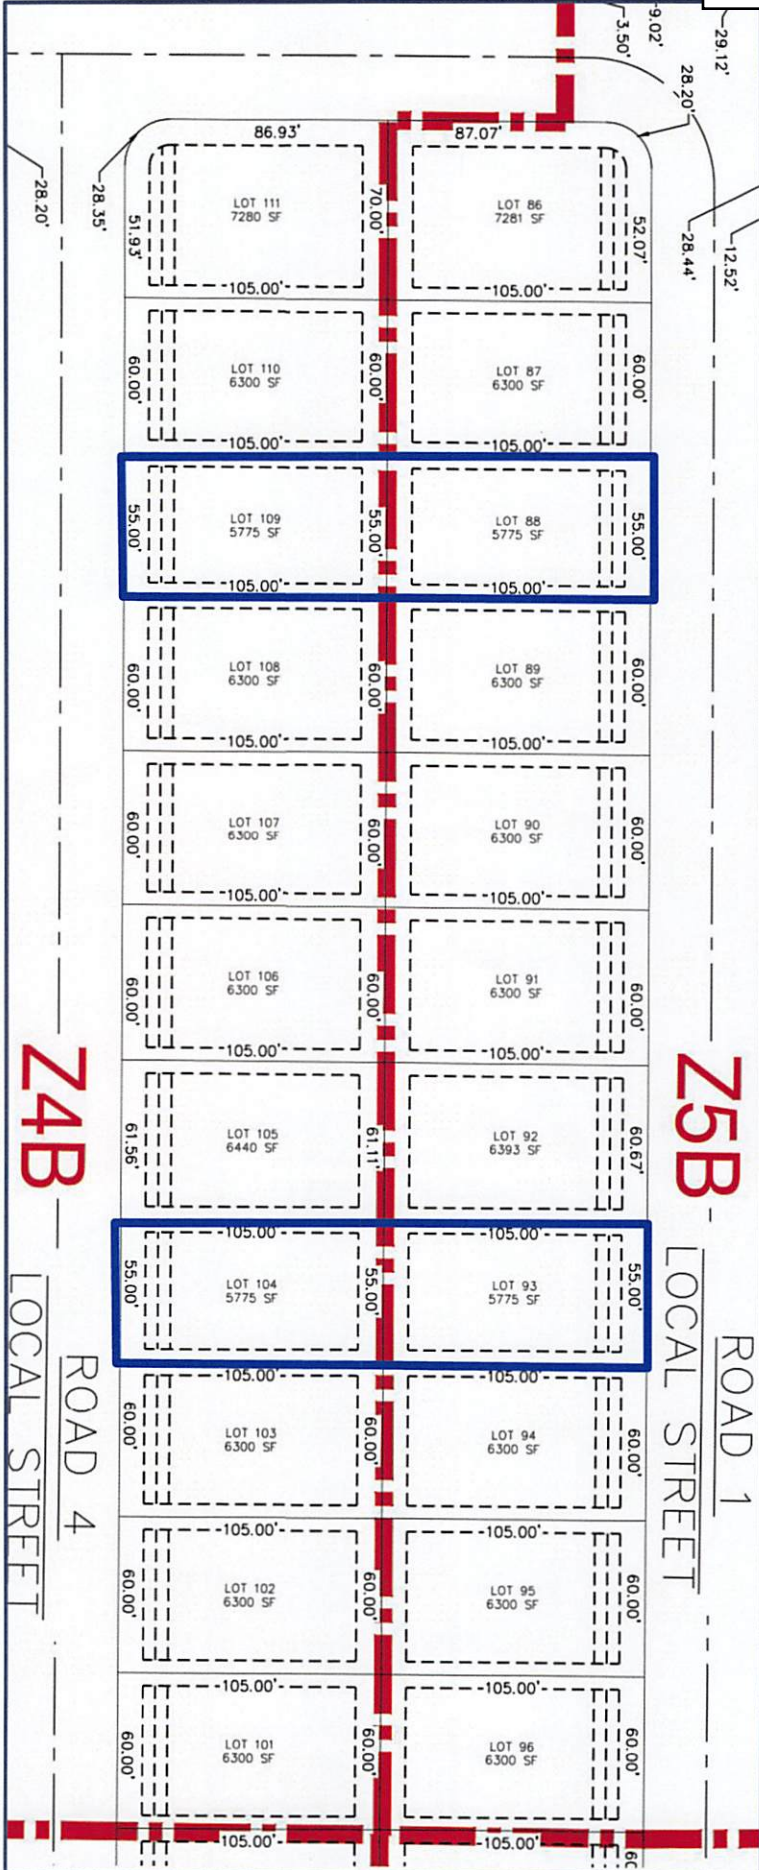 29.12'
9.02'
3.50'
28.20'
86.93'
87.07'
28.20'
28.35'
LOT 111
7280 SF
70.00'
LOT 86
7281 SF
51.93'
52.07'
28.44'
12.52'
105.00'
105.00'
60.00'
LOT 110
6300 SF
60.00'
LOT 87
6300 SF
60.00'
105.00'
105.00'
55.00'
LOT 109
5775 SF
55.00'
LOT 88
5775 SF
55.00'
105.00'
105.00'
60.00'
LOT 108
6300 SF
60.00'
LOT 89
6300 SF
60.00'
105.00'
105.00'
60.00'
LOT 107
6300 SF
60.00'
LOT 90
6300 SF
60.00'
105.00'
105.00'
60.00'
LOT 106
6300 SF
60.00'
LOT 91
6300 SF
60.00'
105.00'
105.00'
Z4B
Z5B
61.56'
LOT 105
6440 SF
61.11'
LOT 92
6393 SF
60.67'
105.00'
105.00'
55.00'
LOT 104
5775 SF
55.00'
LOT 93
5775 SF
55.00'
105.00'
105.00'
ROAD 4
LOCAL STREET
ROAD 1
LOCAL STREET
60.00'
LOT 103
6300 SF
60.00'
LOT 94
6300 SF
60.00'
105.00'
105.00'
60.00'
LOT 102
6300 SF
60.00'
LOT 95
6300 SF
60.00'
105.00'
105.00'
60.00'
LOT 101
6300 SF
60.00'
LOT 96
6300 SF
60.00'
105.00'
105.00'